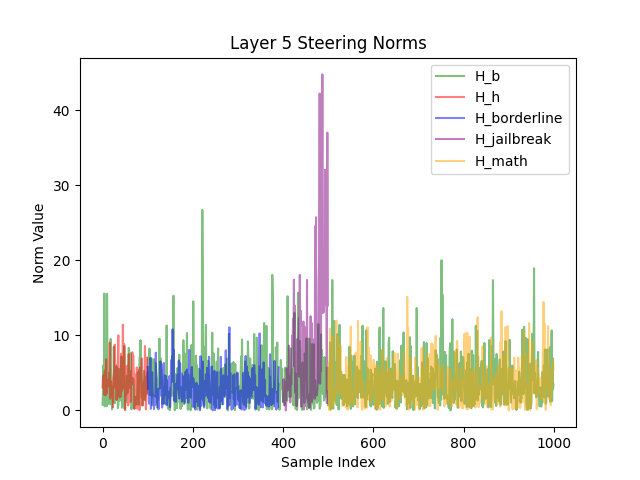 Layer 5 Steering Norms
H_b
H_h
H_borderline
H_jailbreak
H_math
Norm Value
40
30
20
10
0
0 200 400 600 800 1000
Sample Index